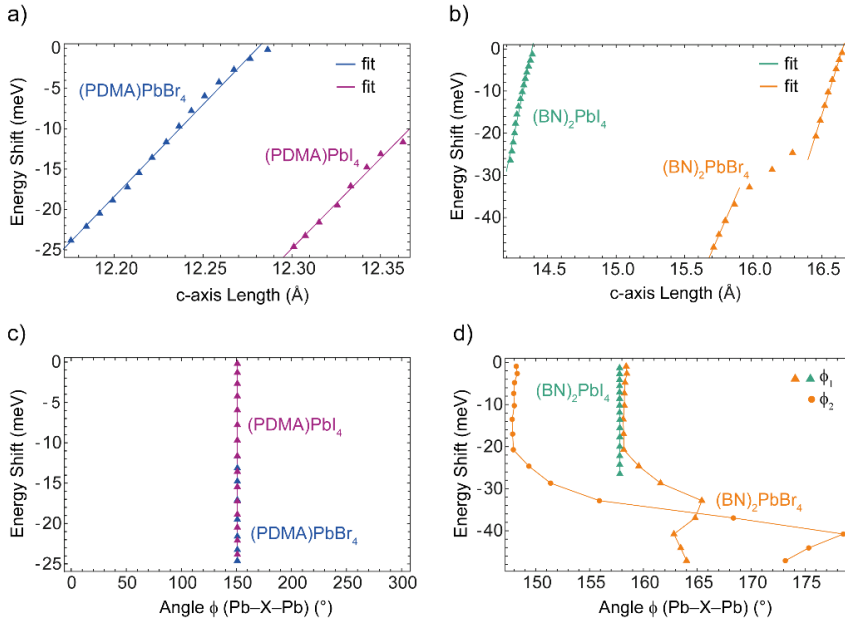 a)
0
-5
-10
-15
-20
-25
Energy Shift (meV)
(PDMA)PbBr₄
fit
fit
(PDMA)PbI₄
12.20
12.25
12.30
12.35
c-axis Length (Å)
b)
0
-10
-20
-30
-40
Energy Shift (meV)
fit
fit
(BN)₂PbI₄
(BN)₂PbBr₄
14.5
15.0
15.5
16.0
16.5
c-axis Length (Å)
c)
0
-5
-10
-15
-20
-25
Energy Shift (meV)
(PDMA)PbI₄
(PDMA)PbBr₄
0
50
100
150
200
250
300
Angle ϕ (Pb–X–Pb) (°)
d)
0
-10
-20
-30
-40
Energy Shift (meV)
(BN)₂PbI₄
ϕ₁
ϕ₂
(BN)₂PbBr₄
150
155
160
165
170
175
Angle ϕ (Pb–X–Pb) (°)